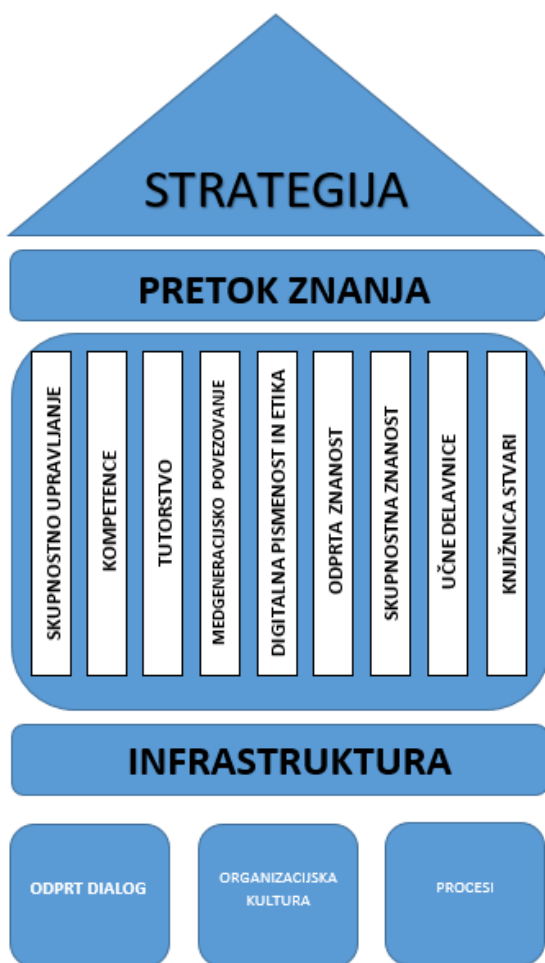 STRATEGIJA
PRETOK ZNANJA
SKUPNOSTNO UPRAVLJANJE
KOMPETENCE
TUTORSTVO
MEDGENERACIJSKO POVEZOVANJE
DIGITALNA PISMENOST IN ETIKA
ODPRTA ZNANOST
SKUPNOSTNA ZNANOST
UČNE DELAVNICE
KNJIŽNICA STVARI
INFRASTRUKTURA
ODPRT DIALOG
ORGANIZACIJSKA
KULTURA
PROCESI